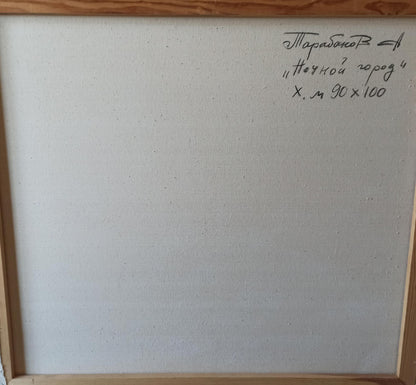 Тарабанов А
„Ночной город"
х. м 90 х 100